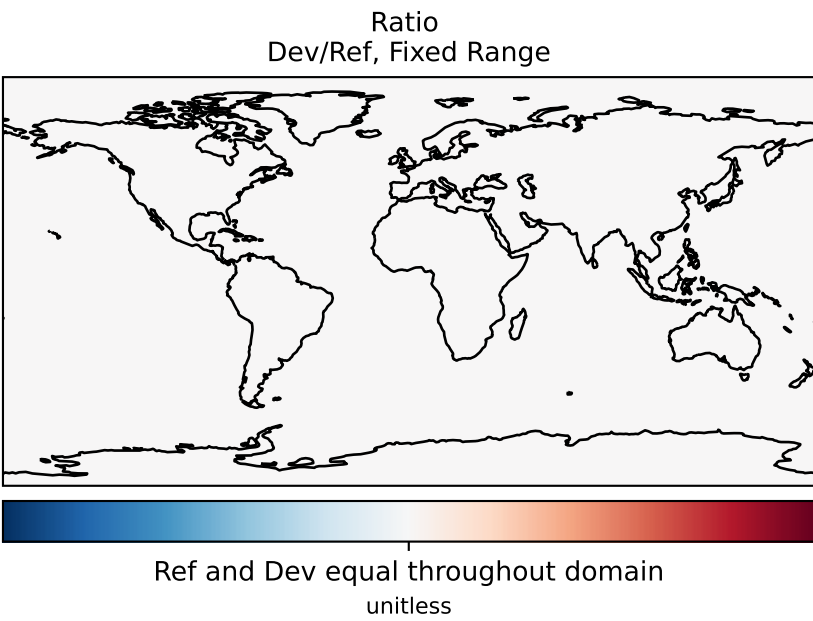 Ratio
Dev/Ref, Fixed Range
Ref and Dev equal throughout domain
unitless